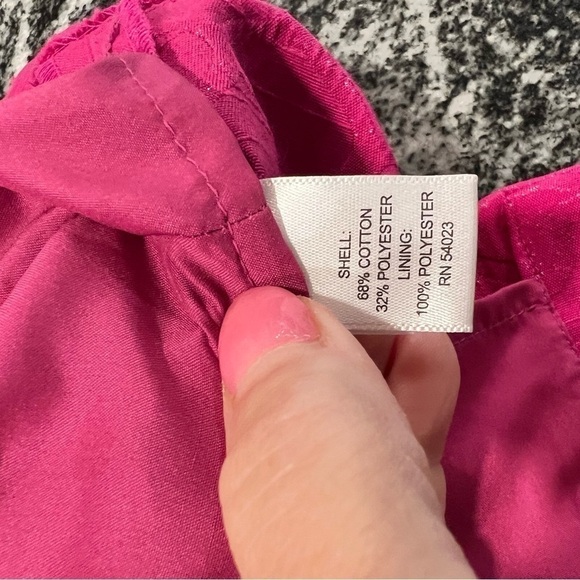 SHELL:
68% COTTON
32% POLYESTER
LINING:
100% POLYESTER
RN 54023